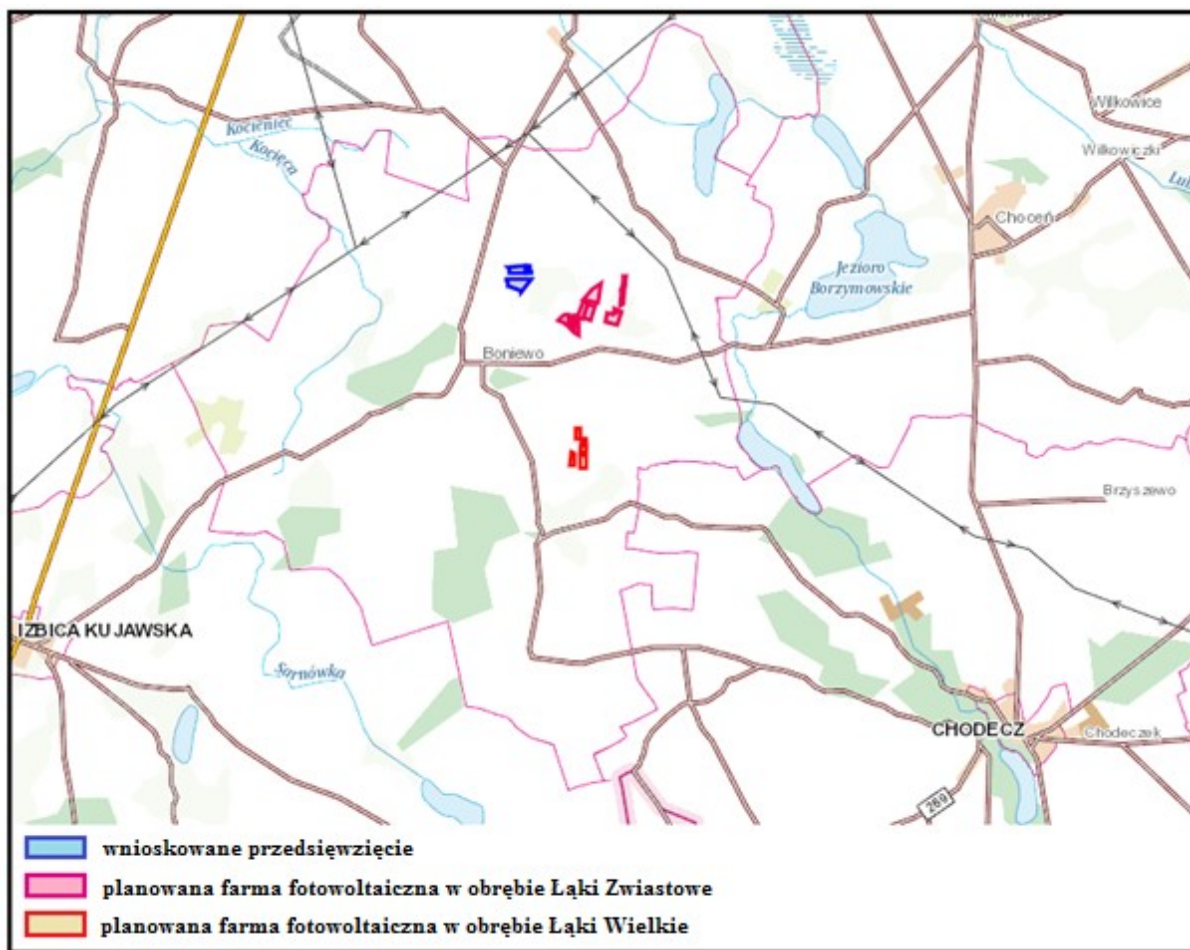 Wilkowice
Kocieniec
Kocięca
Wilkowiczki
Choceń
Jezioro
Borzymowskie
Boniewo
Brzyszewo
IZBICA KUJAWSKA
Sarnówka
CHODECZ
Chodeczek
269
wnioskowane przedsięwzięcie
planowana farma fotowoltaiczna w obrębie Łąki Zwiastowe
planowana farma fotowoltaiczna w obrębie Łąki Wielkie